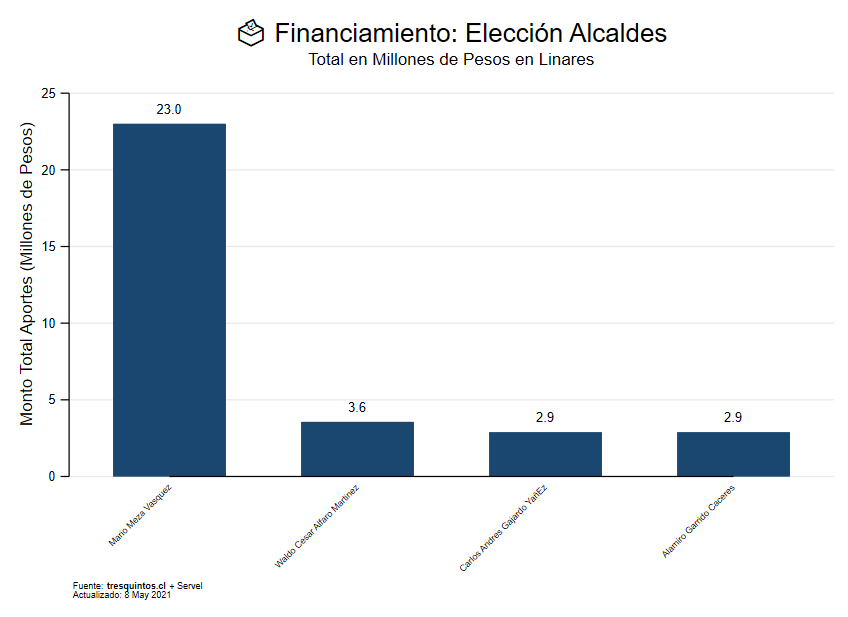 Financiamiento: Elección Alcaldes
Total en Millones de Pesos en Linares
Monto Total Aportes (Millones de Pesos)
25
20
15
10
5
0
23.0
3.6
2.9
2.9
Mario Meza Vasquez
Waldo Cesar Alfaro Martinez
Carlos Andres Gajardo YañEz
Alamiro Garrido Caceres
Fuente: tresquintos.cl + Servel
Actualizado: 8 May 2021